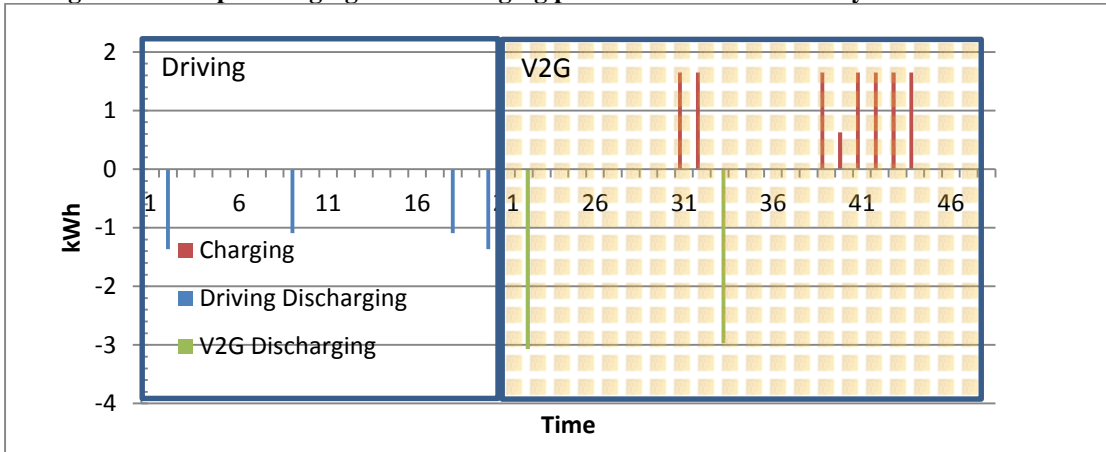 2
Driving
V2G
1
0
1 6 11 16 21 26 31 36 41 46
-1
kWh
Charging
-2
Driving Discharging
-3
V2G Discharging
-4
Time